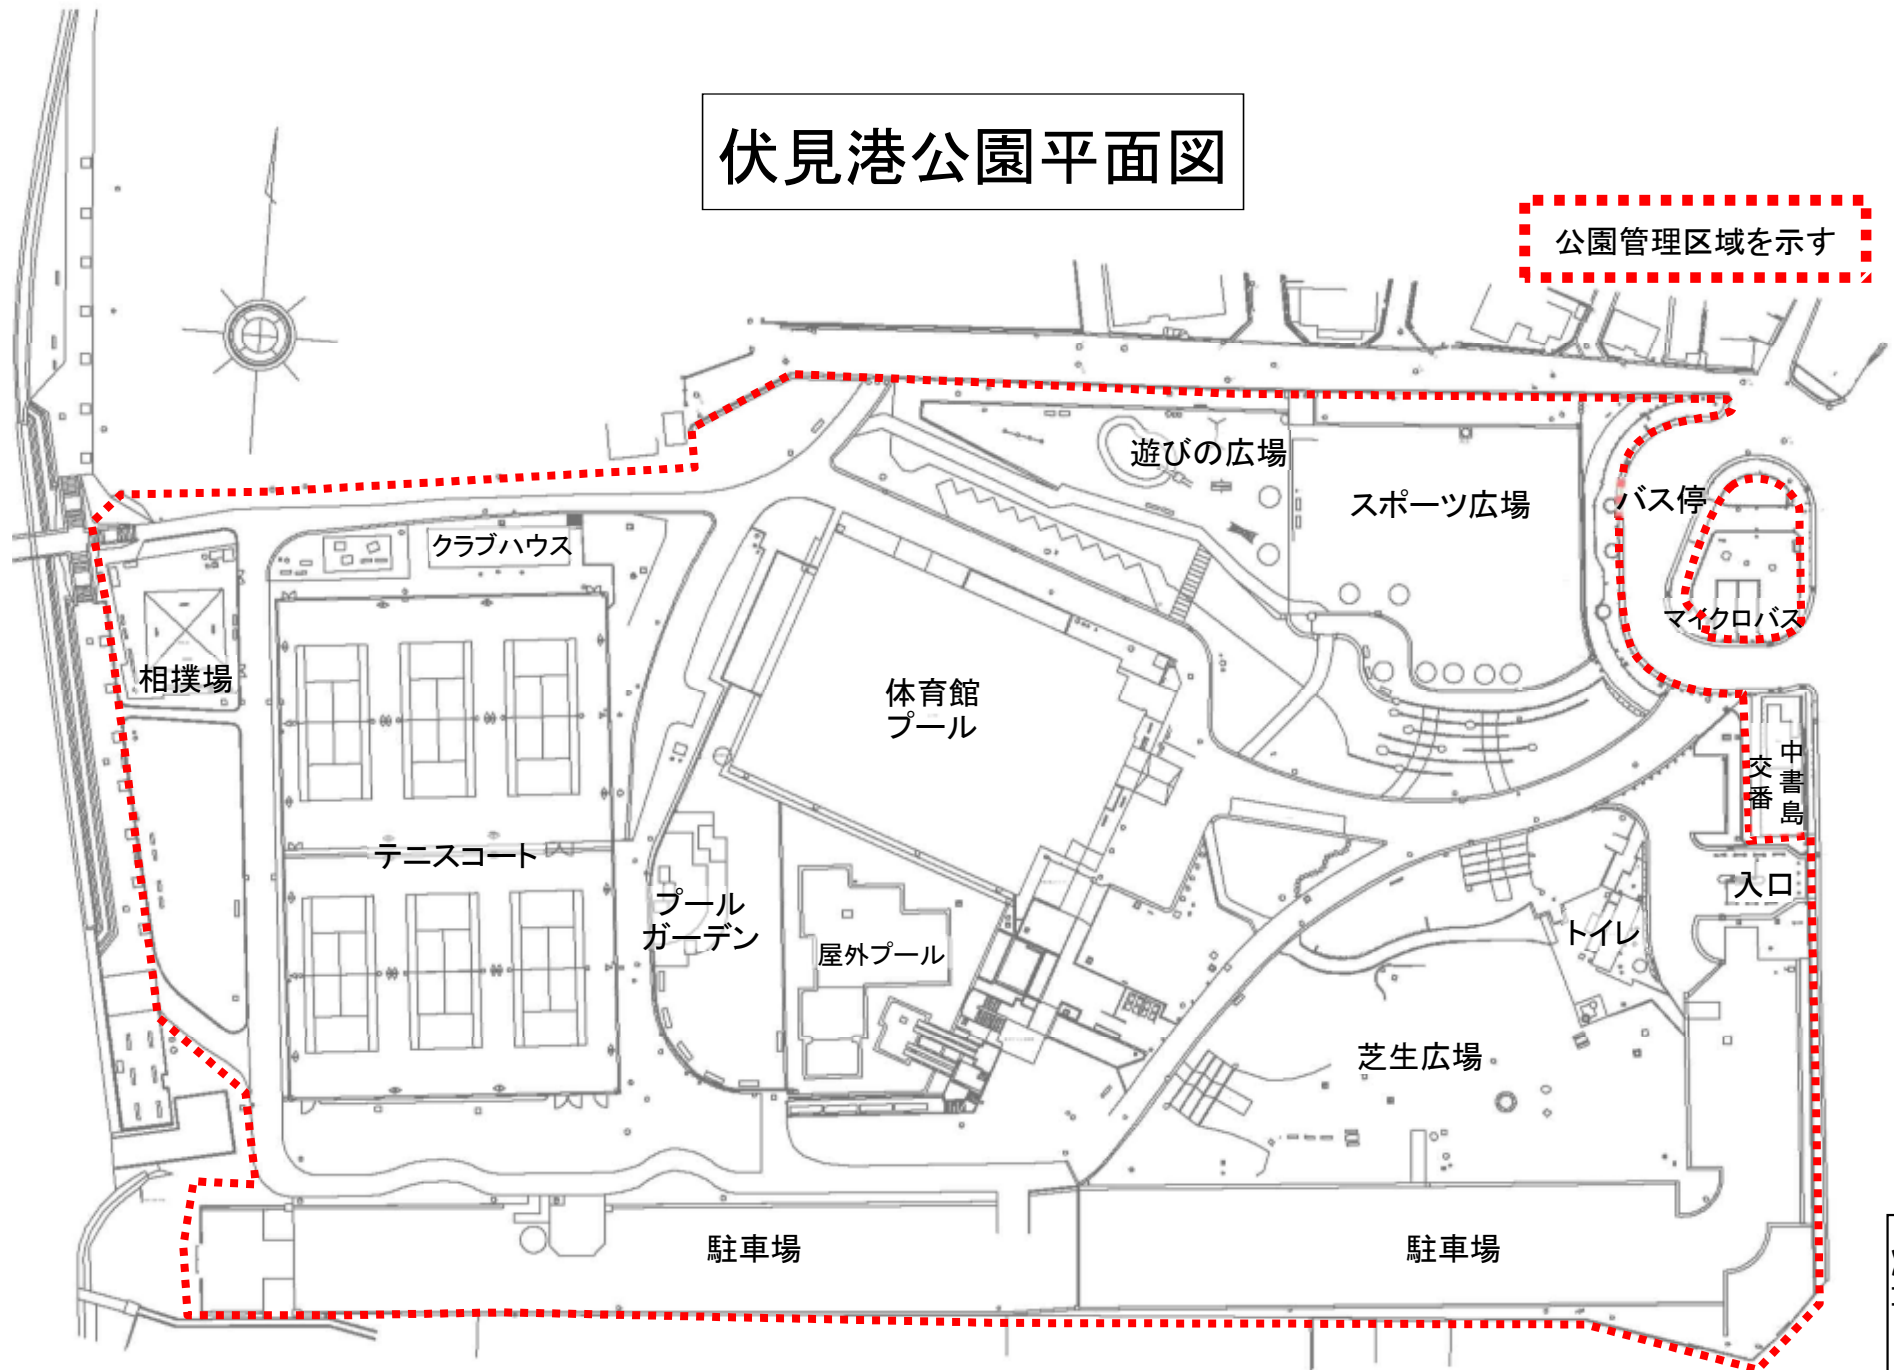 伏見港公園平面図
公園管理区域を示す
遊びの広場
スポーツ広場
バス停
クラブハウス
マイクロバス
相撲場
体育館
プール
中書島
交番
テニスコート
プール
ガーデン
入口
トイレ
屋外プール
芝生広場
駐車場
駐車場